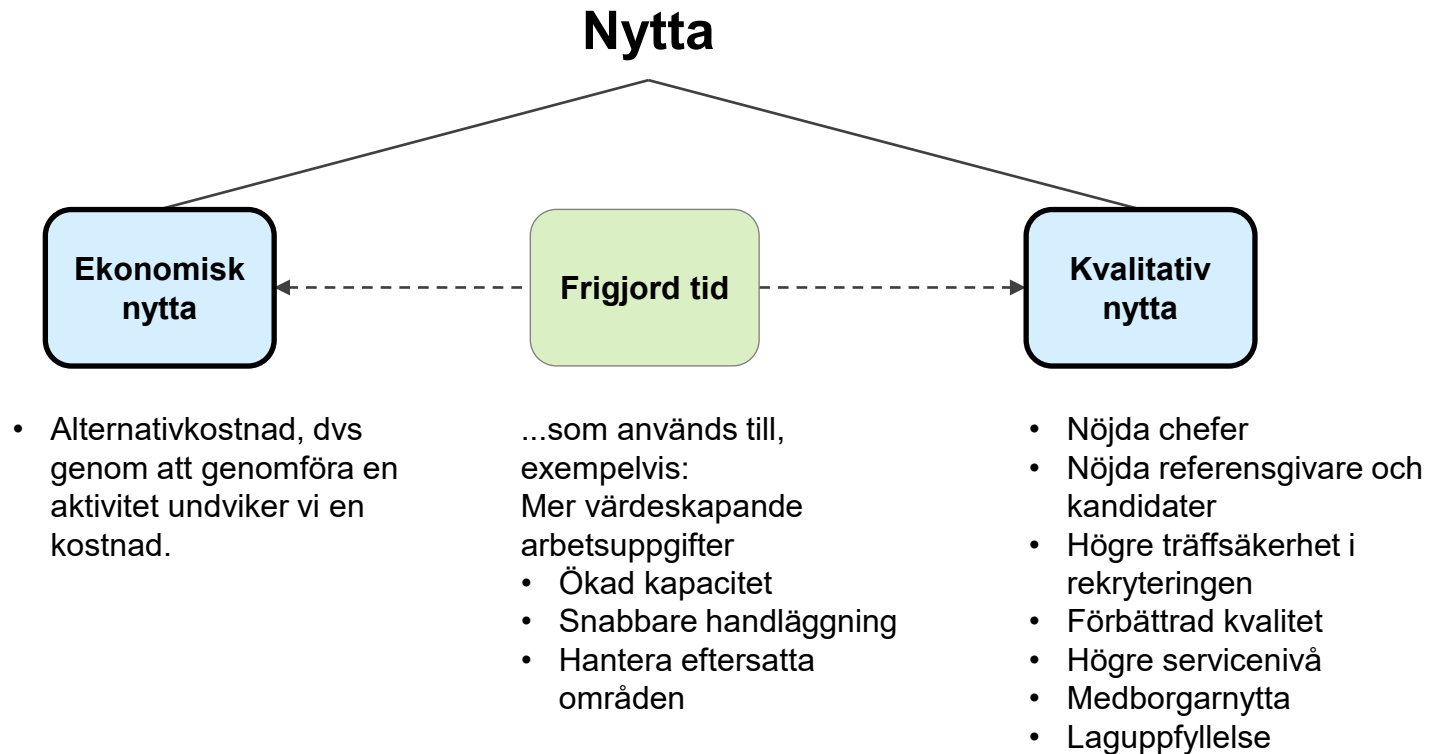 Nytta
Ekonomisk
nytta
Frigjord tid
Kvalitativ
nytta
• Alternativkostnad, dvs
genom att genomföra en
aktivitet undviker vi en
kostnad.
...som används till,
exempelvis:
Mer värdeskapande
arbetsuppgifter
• Ökad kapacitet
• Snabbare handläggning
• Hantera eftersatta
områden
• Nöjda chefer
• Nöjda referensgivare och
kandidater
• Högre träffsäkerhet i
rekryteringen
• Förbättrad kvalitet
• Högre servicenivå
• Medborgarnytta
• Laguppfyllelse